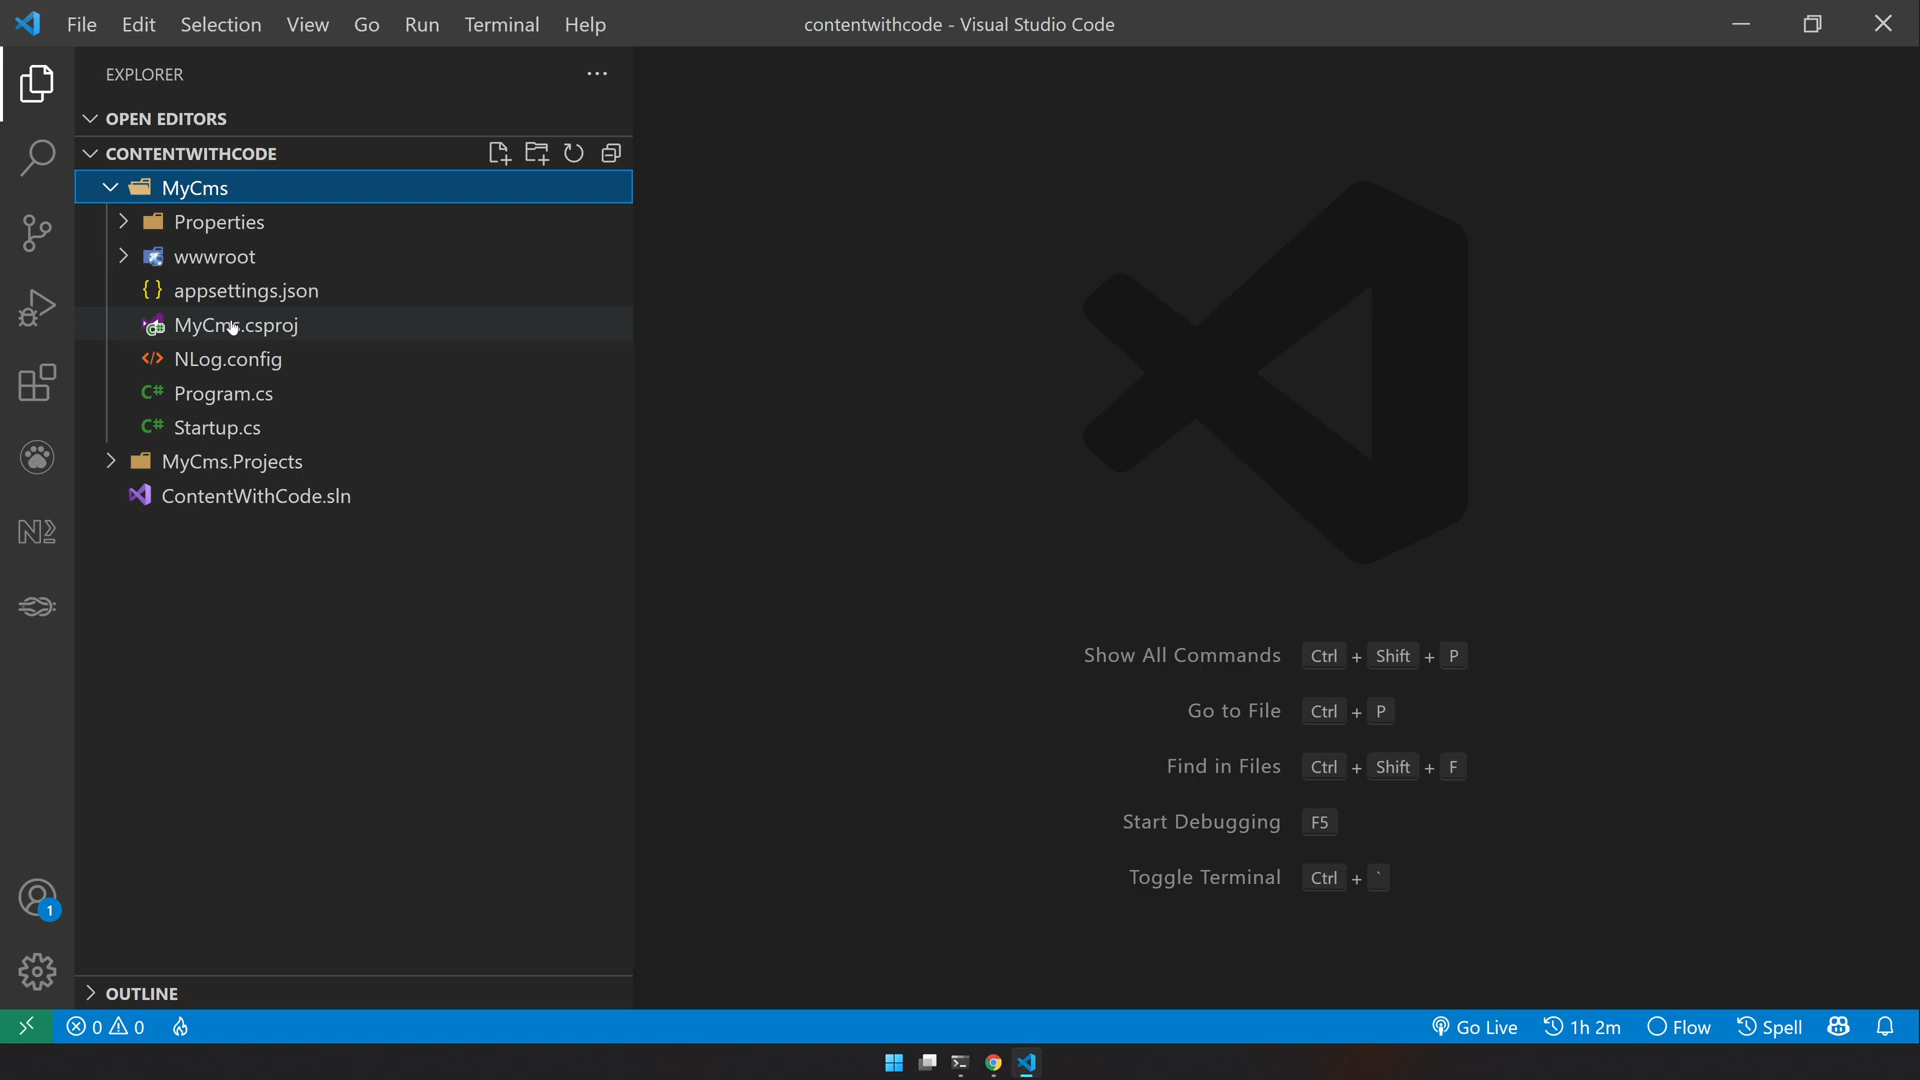 File Edit Selection View Go Run Terminal Help contentwithcode - Visual Studio Code
EXPLORER
OPEN EDITORS
CONTENTWITHCODE
MyCms
Properties
wwwroot
{ } appsettings.json
MyCms.csproj
</> NLog.config
C# Program.cs
C# Startup.cs
MyCms.Projects
ContentWithCode.sln
Show All Commands Ctrl + Shift + P
Go to File Ctrl + P
Find in Files Ctrl + Shift + F
Start Debugging F5
Toggle Terminal Ctrl + `
1
OUTLINE
0 0 Go Live 1h 2m Flow Spell